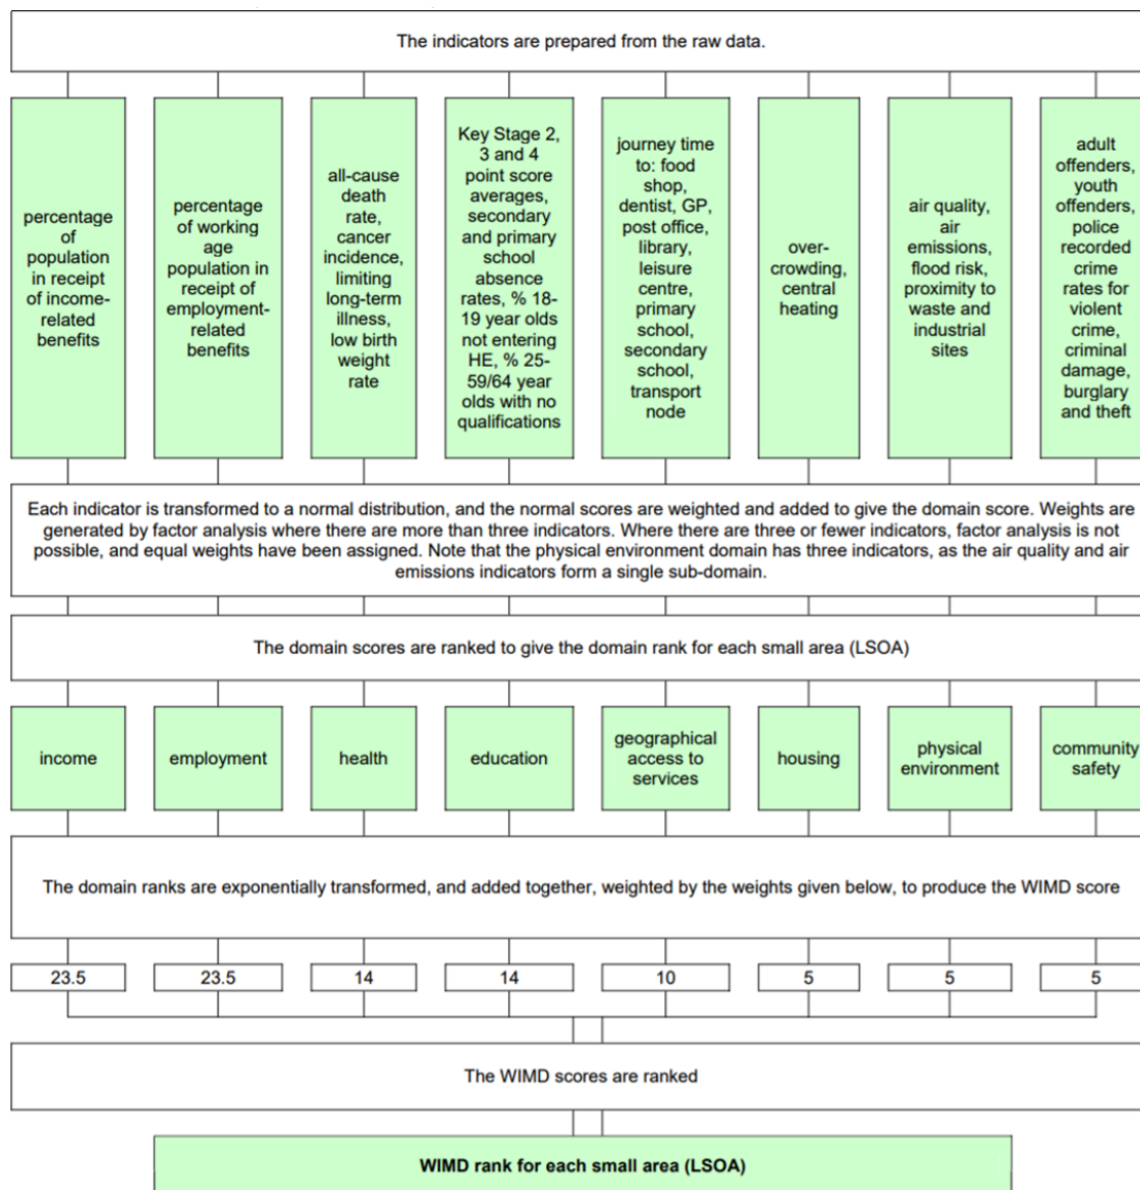 The indicators are prepared from the raw data.
percentage
of
population
in receipt
of income-
related
benefits
percentage
of working
age
population in
receipt of
employment-
related
benefits
all-cause
death
rate,
cancer
incidence,
limiting
long-term
illness,
low birth
weight
rate
Key Stage 2,
3 and 4
point score
averages,
secondary
and primary
school
absence
rates, % 18-
19 year olds
not entering
HE, % 25-
59/64 year
olds with no
qualifications
journey time
to: food
shop,
dentist, GP,
post office,
library,
leisure
centre,
primary
school,
secondary
school,
transport
node
over-
crowding,
central
heating
air quality,
air
emissions,
flood risk,
proximity to
waste and
industrial
sites
adult
offenders,
youth
offenders,
police
recorded
crime
rates for
violent
crime,
criminal
damage,
burglary
and theft
Each indicator is transformed to a normal distribution, and the normal scores are weighted and added to give the domain score. Weights are
generated by factor analysis where there are more than three indicators. Where there are three or fewer indicators, factor analysis is not
possible, and equal weights have been assigned. Note that the physical environment domain has three indicators, as the air quality and air
emissions indicators form a single sub-domain.
The domain scores are ranked to give the domain rank for each small area (LSOA)
income
employment
health
education
geographical
access to
services
housing
physical
environment
community
safety
The domain ranks are exponentially transformed, and added together, weighted by the weights given below, to produce the WIMD score
23.5
23.5
14
14
10
5
5
5
The WIMD scores are ranked
WIMD rank for each small area (LSOA)